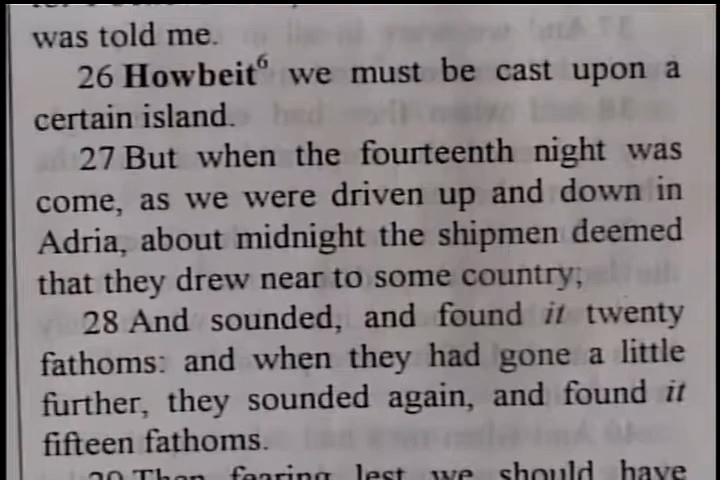 was told me.
26 Howbeit⁶ we must be cast upon a
certain island.
27 But when the fourteenth night was
come, as we were driven up and down in
Adria, about midnight the shipmen deemed
that they drew near to some country;
28 And sounded, and found it twenty
fathoms: and when they had gone a little
further, they sounded again, and found it
fifteen fathoms.
29 Then fearing lest we should have